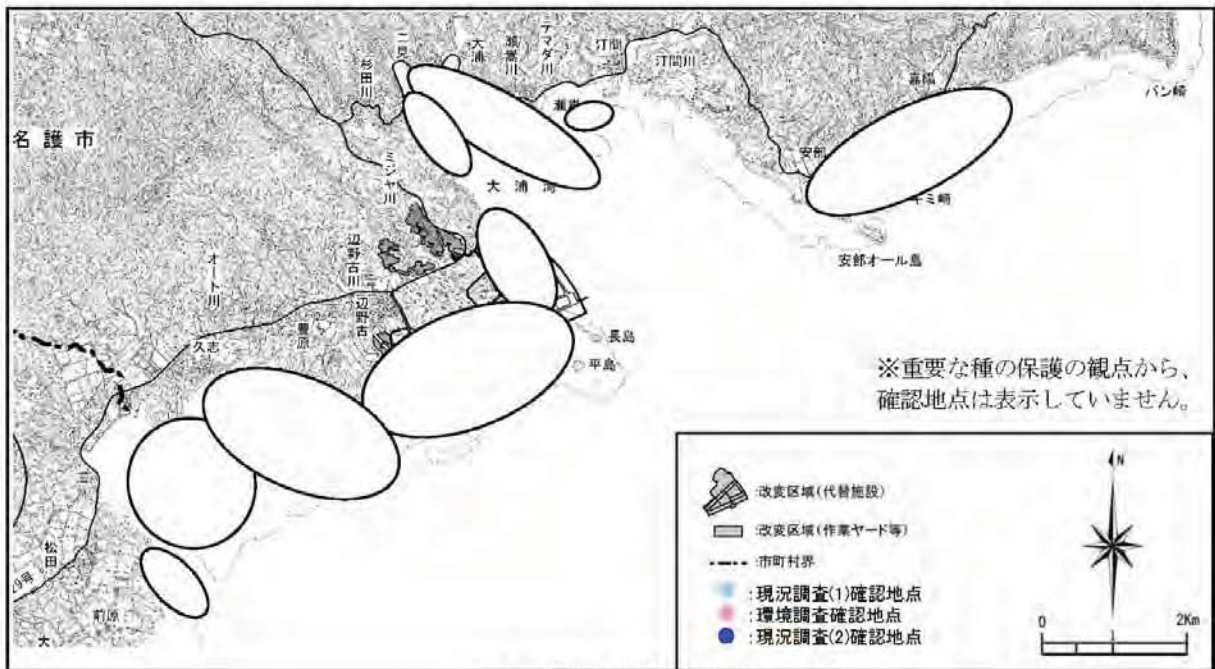 二見
大浦
瀬嵩川
テマダ川
汀間
汀間川
杉田川
嘉陽
バン崎
名護市
安部
ミジャ川
大浦湾
キミ崎
安部オール島
辺野古川
オート川
辺野古
豊原
久志
長島
平島
※重要な種の保護の観点から、
確認地点は表示していません。
松田
29号
前原
大
:改変区域(代替施設)
:改変区域(作業ヤード等)
:市町村界
:現況調査(1)確認地点
:環境調査確認地点
:現況調査(2)確認地点
N
0 2Km